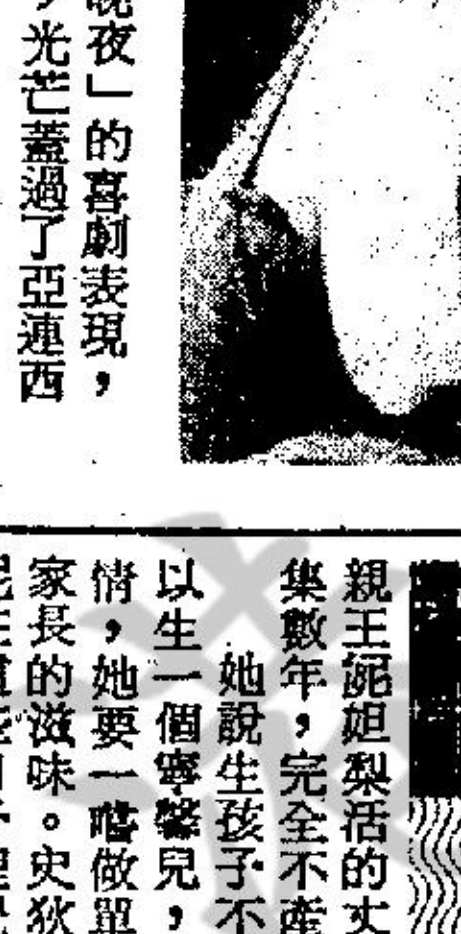 晚夜」的喜劇表現，
，光芒蓋過了亞連西
親王妮妲梨活的丈
集數年，完全不產
她說生孩子不
以生一個寧馨兒，
情，她要一嚐做單
家長的滋味。史狄